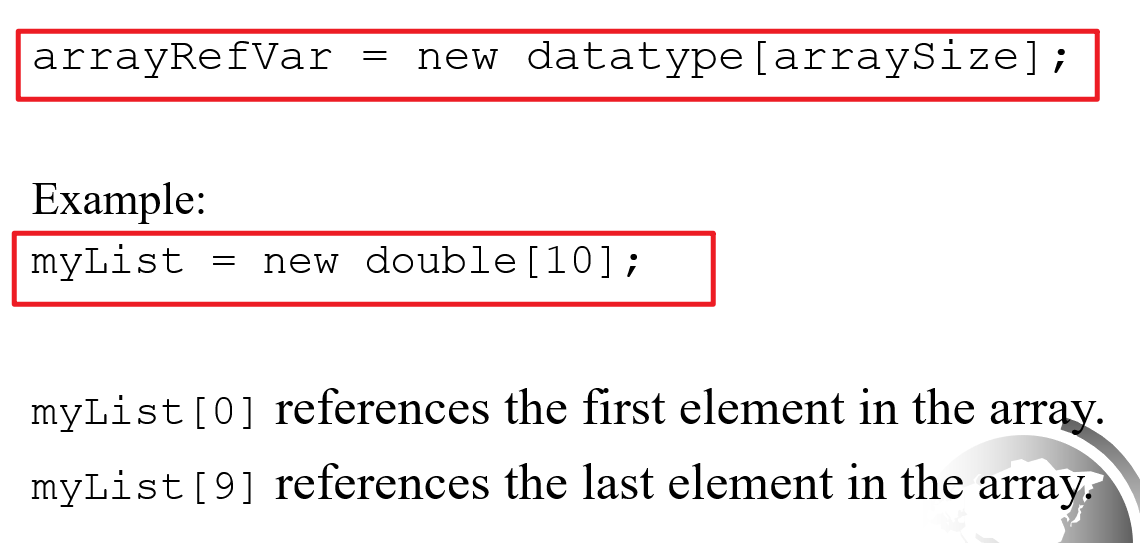 arrayRefVar = new datatype[arraySize];
Example:
myList = new double[10];
myList[0] references the first element in the array.
myList[9] references the last element in the array.